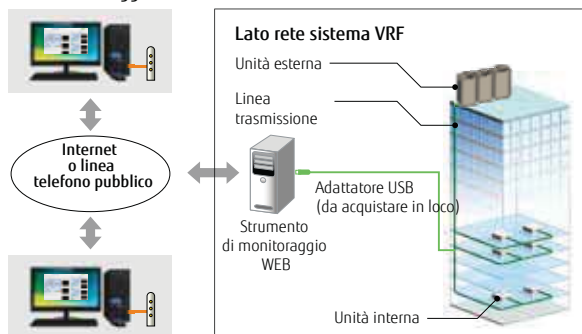 Lato rete sistema VRF
Unità esterna
Linea
trasmissione
Internet
o linea
telefono pubblico
Adattatore USB
(da acquistare in loco)
Strumento
di monitoraggio
WEB
Unità interna